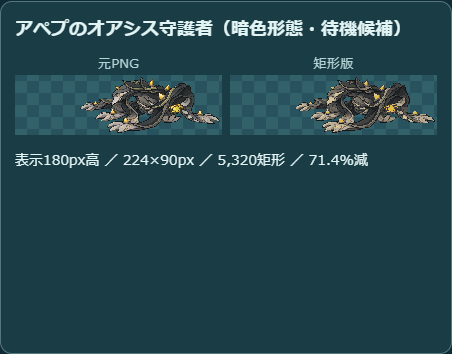 アペプのオアシス守護者（暗色形態・待機候補）
元PNG
矩形版
表示180px高 ／ 224×90px ／ 5,320矩形 ／ 71.4%減